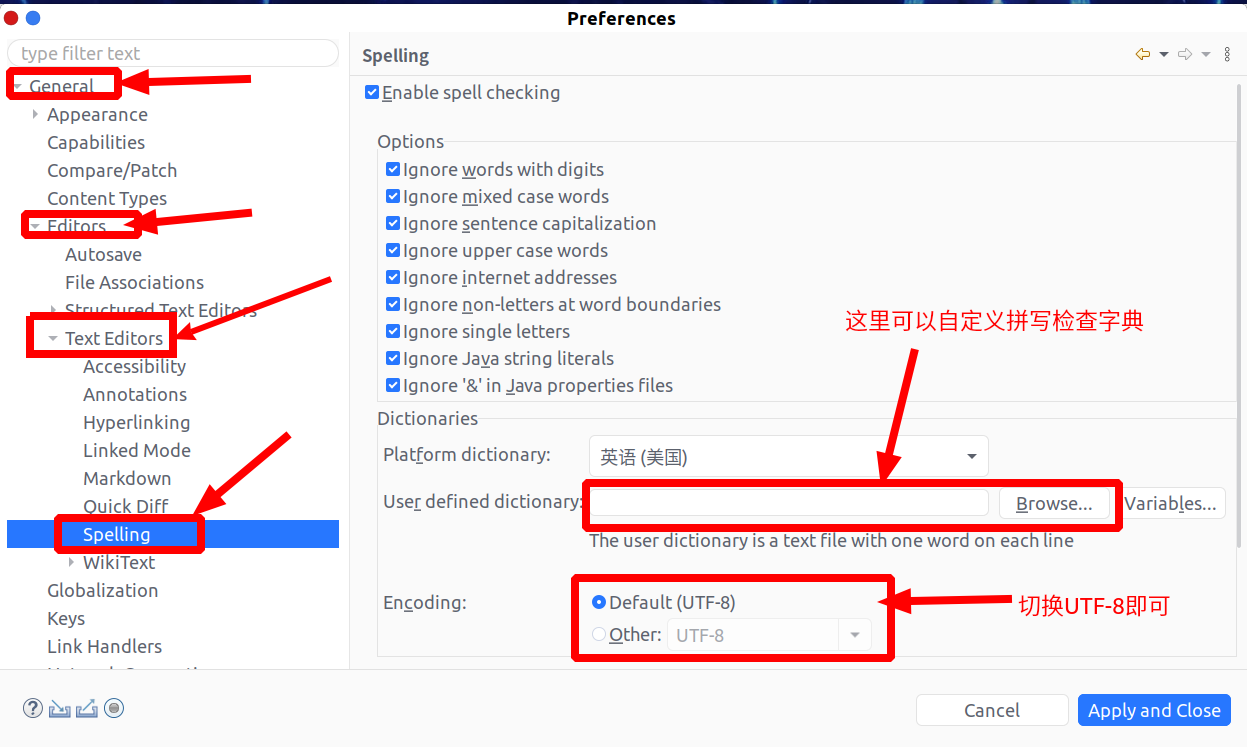 Preferences
type filter text
General
Appearance
Capabilities
Compare/Patch
Content Types
Editors
Autosave
File Associations
Structured Text Editors
Text Editors
Accessibility
Annotations
Hyperlinking
Linked Mode
Markdown
Quick Diff
Spelling
WikiText
Globalization
Keys
Link Handlers
Spelling
Enable spell checking
Options
Ignore words with digits
Ignore mixed case words
Ignore sentence capitalization
Ignore upper case words
Ignore internet addresses
Ignore non-letters at word boundaries
Ignore single letters
Ignore Java string literals
Ignore '&' in Java properties files
这里可以自定义拼写检查字典
Dictionaries
Platform dictionary: 英语 (美国)
User defined dictionary: Browse... Variables...
The user dictionary is a text file with one word on each line
Encoding: Default (UTF-8)
切换UTF-8即可
Other: UTF-8
Cancel Apply and Close